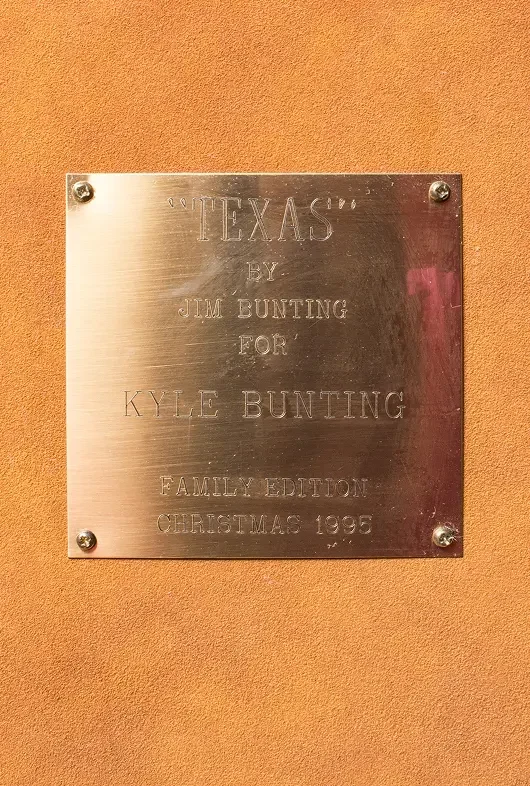 "TEXAS"
BY
JIM BUNTING
FOR
KYLE BUNTING
FAMILY EDITION
CHRISTMAS 1995